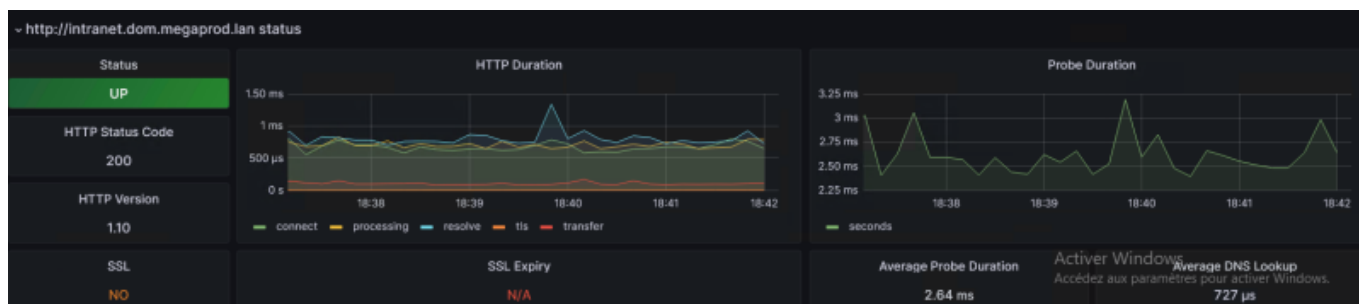 http://intranet.dom.megaprod.lan status
Status
UP
HTTP Status Code
200
HTTP Version
1.10
SSL
NO
HTTP Duration
1.50 ms
1 ms
500 µs
0 s
18:38
18:39
18:40
18:41
18:42
connect
processing
resolve
tls
transfer
Probe Duration
3.25 ms
3 ms
2.75 ms
2.50 ms
2.25 ms
18:38
18:39
18:40
18:41
18:42
seconds
SSL Expiry
N/A
Average Probe Duration
2.64 ms
Average DNS Lookup
727 µs
Activer Windows
Accédez aux paramètres pour activer Windows.